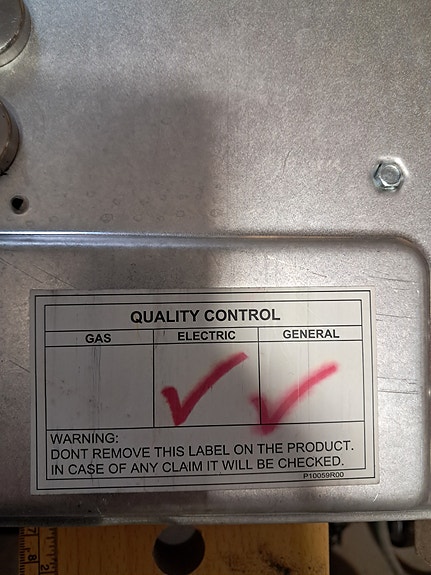 QUALITY CONTROL
GAS ELECTRIC GENERAL
WARNING:
DONT REMOVE THIS LABEL ON THE PRODUCT.
IN CASE OF ANY CLAIM IT WILL BE CHECKED.
P10059R00